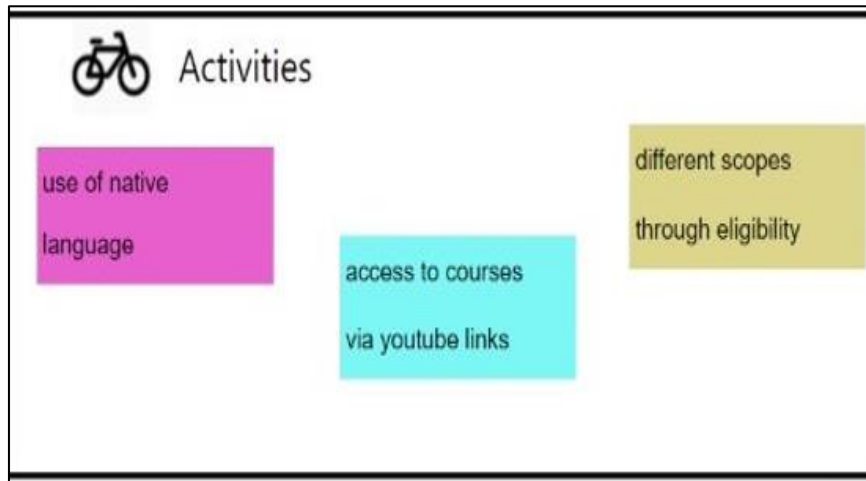 Activities
use of native
language
access to courses
via youtube links
different scopes
through eligibility